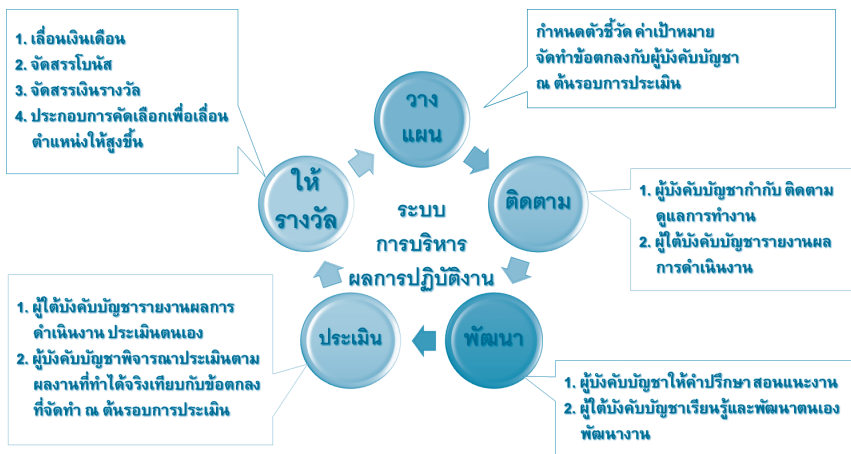 1. เลื่อนเงินเดือน
2. จัดสรรโบนัส
3. จัดสรรเงินรางวัล
4. ประกอบการคัดเลือกเพื่อเลื่อน
ตำแหน่งให้สูงขึ้น
กำหนดตัวชี้วัด ค่าเป้าหมาย
จัดทำข้อตกลงกับผู้บังคับบัญชา
ณ ต้นรอบการประเมิน
วาง
แผน
ให้
รางวัล
ติดตาม
1. ผู้บังคับบัญชากำกับ ติดตาม
ดูแลการทำงาน
2. ผู้ใต้บังคับบัญชารายงานผล
การดำเนินงาน
ระบบ
การบริหาร
ผลการปฏิบัติงาน
1. ผู้ใต้บังคับบัญชารายงานผลการ
ดำเนินงาน ประเมินตนเอง
2. ผู้บังคับบัญชาพิจารณาประเมินตาม
ผลงานที่ทำได้จริงเทียบกับข้อตกลง
ที่จัดทำ ณ ต้นรอบการประเมิน
ประเมิน
พัฒนา
1. ผู้บังคับบัญชาให้คำปรึกษา สอนแนะงาน
2. ผู้ใต้บังคับบัญชาเรียนรู้และพัฒนาตนเอง
พัฒนางาน